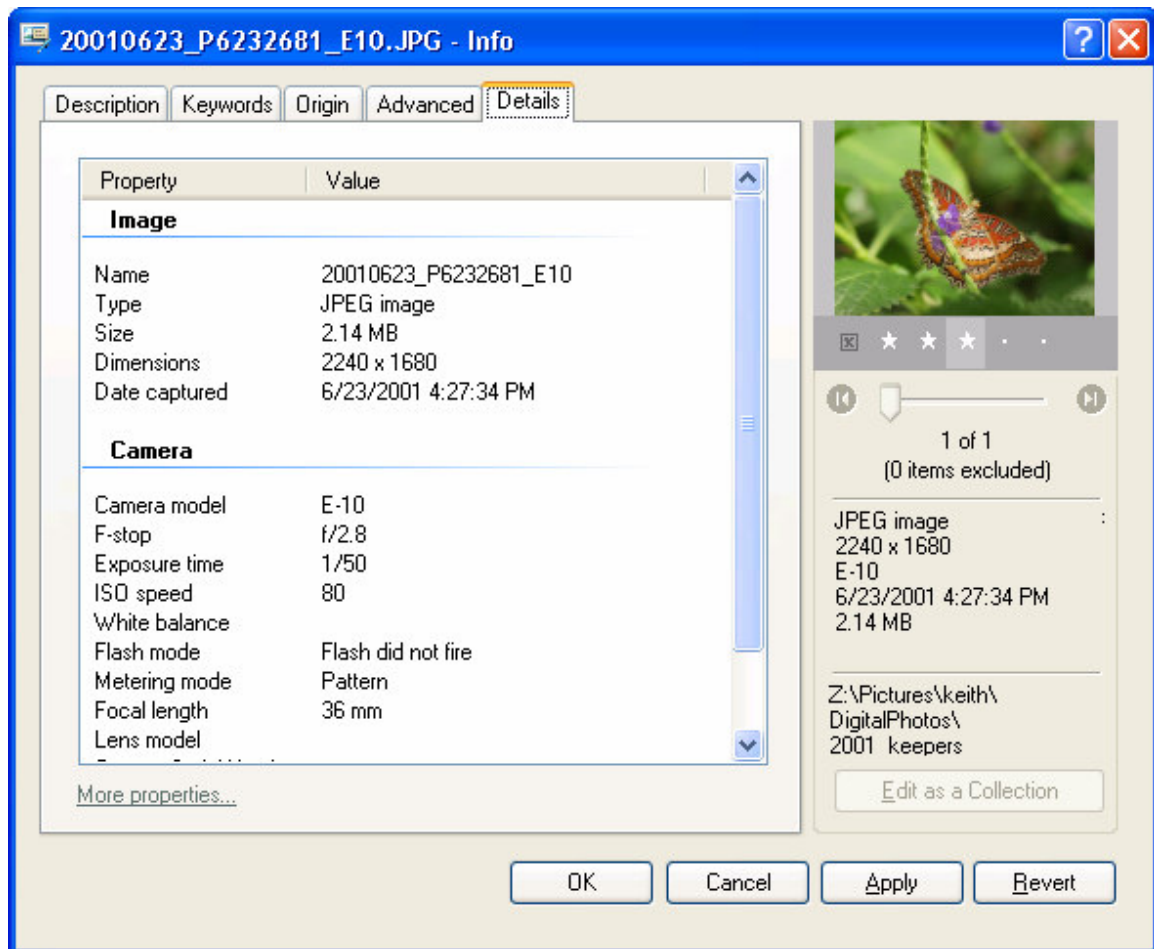 20010623_P6232681_E10.JPG - Info
Description Keywords Origin Advanced Details
Property Value
Image
Name 20010623_P6232681_E10
Type JPEG image
Size 2.14 MB
Dimensions 2240 x 1680
Date captured 6/23/2001 4:27:34 PM
Camera
Camera model E-10
F-stop f/2.8
Exposure time 1/50
ISO speed 80
White balance
Flash mode Flash did not fire
Metering mode Pattern
Focal length 36 mm
Lens model
More properties...
1 of 1
(0 items excluded)
JPEG image :
2240 x 1680
E-10
6/23/2001 4:27:34 PM
2.14 MB
Z:\Pictures\keith\
DigitalPhotos\
2001 keepers
Edit as a Collection
OK Cancel Apply Revert